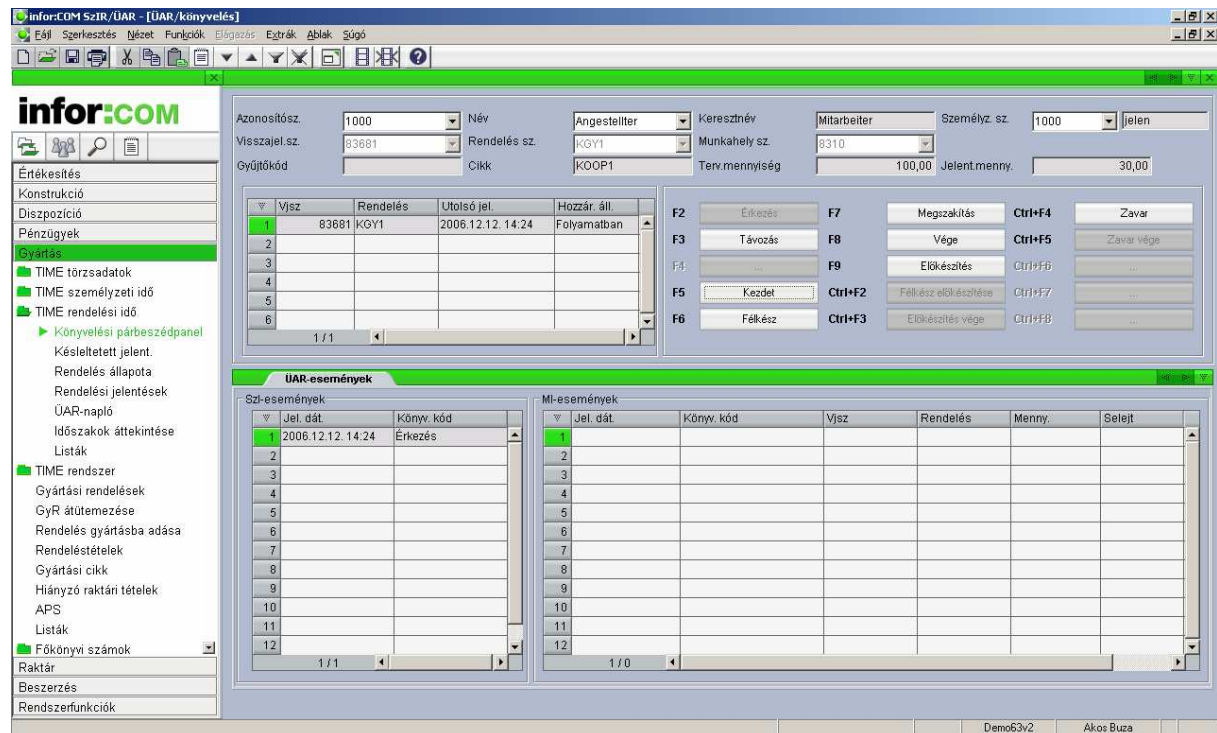 infor:COM SzIR/ÜAR - [ÜAR/könyvelés]
Fájl Szerkesztés Nézet Funkciók Elágazás Extrák Ablak Súgó
infor:COM
Értékesítés
Konstrukció
Diszpozíció
Pénzügyek
Gyártás
TIME törzsadatok
TIME személyzeti idő
TIME rendelési idő
Könyvelési párbeszédpanel
Késleltetett jelent.
Rendelés állapota
Rendelési jelentések
ÜAR-napló
Időszakok áttekintése
Listák
TIME rendszer
Gyártási rendelések
GyR átütemezése
Rendelés gyártásba adása
Rendeléstételek
Gyártási cikk
Hiányzó raktári tételek
APS
Listák
Főkönyvi számok
Raktár
Beszerzés
Rendszerfunkciók
Azonosítósz. 1000 Név Angestellter Keresztnév Mitarbeiter Személyz. sz. 1000 jelen
Visszajel.sz. 83681 Rendelés sz. KGY1 Munkahely sz. 8310
Gyűjtőkód Cikk KOOP1 Terv.mennyiség 100,00 Jelent.menny. 30,00
Vjsz Rendelés Utolsó jel. Hozzár. áll.
1 83681 KGY1 2006.12.12. 14:24 Folyamatban
2
3
4
5
6
1 / 1
F2 Érkezés F7 Megszakítás Ctrl+F4 Zavar
F3 Távozás F8 Vége Ctrl+F5 Zavar vége
F4 ... F9 Előkészítés Ctrl+F6 ...
F5 Kezdet Ctrl+F2 Félkész előkészítése Ctrl+F7 ...
F6 Félkész Ctrl+F3 Előkészítés vége Ctrl+F8 ...
ÜAR-események
SzI-események
Jel. dát. Könyv. kód
1 2006.12.12. 14:24 Érkezés
2
3
4
5
6
7
8
9
10
11
12
1 / 1
MI-események
Jel. dát. Könyv. kód Vjsz Rendelés Menny. Selejt
1
2
3
4
5
6
7
8
9
10
11
12
1 / 0
Demo63v2 Akos Buza